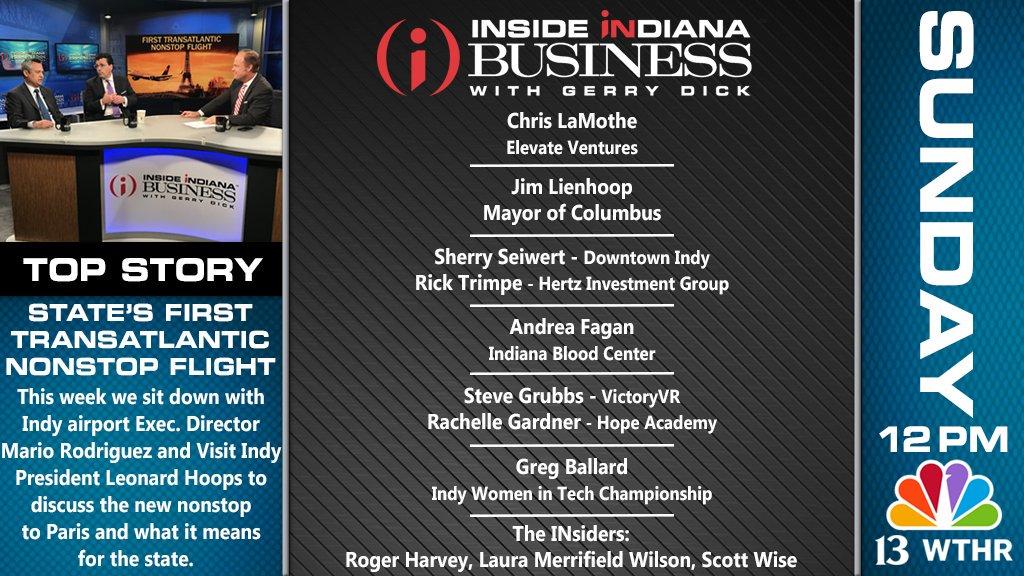 FIRST TRANSATLANTIC
NONSTOP FLIGHT
INSIDE INDIANA
BUSINESS
WITH GERRY DICK
TOP STORY
STATE'S FIRST
TRANSATLANTIC
NONSTOP FLIGHT
This week we sit down with
Indy airport Exec. Director
Mario Rodriguez and Visit Indy
President Leonard Hoops to
discuss the new nonstop
to Paris and what it means
for the state.
INSIDE INDIANA
BUSINESS
WITH GERRY DICK
Chris LaMothe
Elevate Ventures
Jim Lienhoop
Mayor of Columbus
Sherry Seiwert - Downtown Indy
Rick Trimpe - Hertz Investment Group
Andrea Fagan
Indiana Blood Center
Steve Grubbs - VictoryVR
Rachelle Gardner - Hope Academy
Greg Ballard
Indy Women in Tech Championship
The INsiders:
Roger Harvey, Laura Merrifield Wilson, Scott Wise
SUNDAY
12 PM
13 WTHR